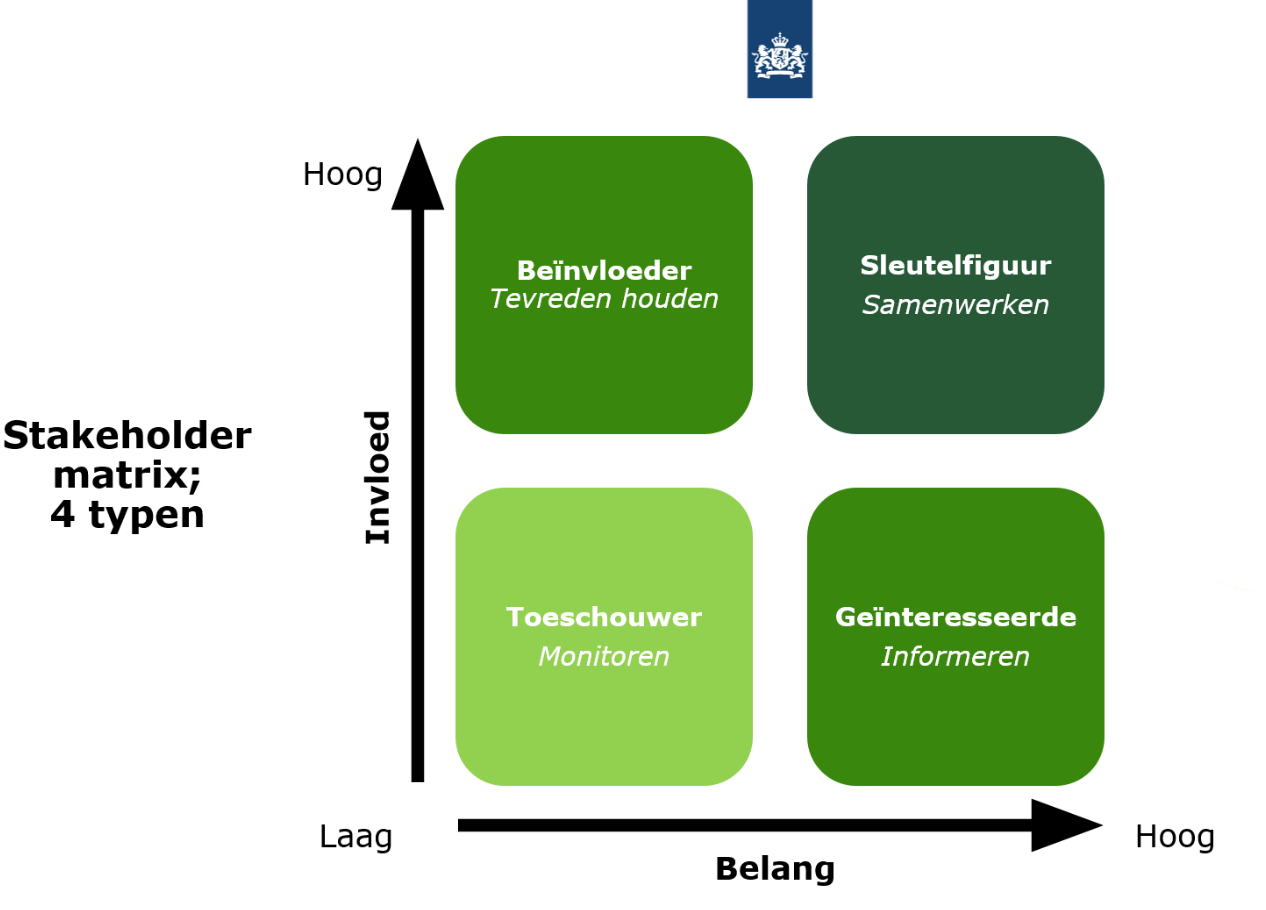 Hoog
Beïnvloeder
Tevreden houden
Sleutelfiguur
Samenwerken
Stakeholder
matrix;
4 typen
Invloed
Toeschouwer
Monitoren
Geïnteresseerde
Informeren
Laag
Hoog
Belang